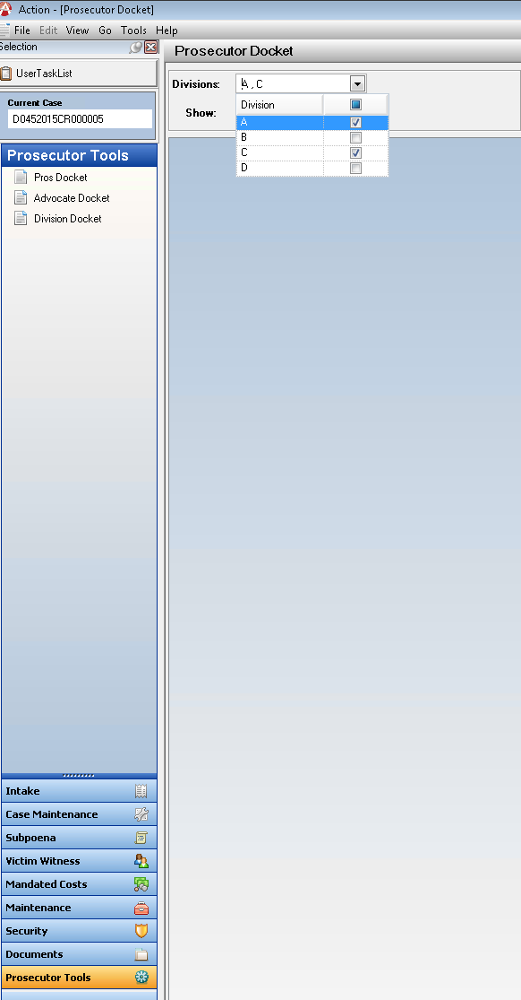 Action - [Prosecutor Docket]
File Edit View Go Tools Help
Selection
Prosecutor Docket
UserTaskList
Divisions: A , C
Show:
Division
A
B
C
D
Current Case
D0452015CR000005
Prosecutor Tools
Pros Docket
Advocate Docket
Division Docket
Intake
Case Maintenance
Subpoena
Victim Witness
Mandated Costs
Maintenance
Security
Documents
Prosecutor Tools